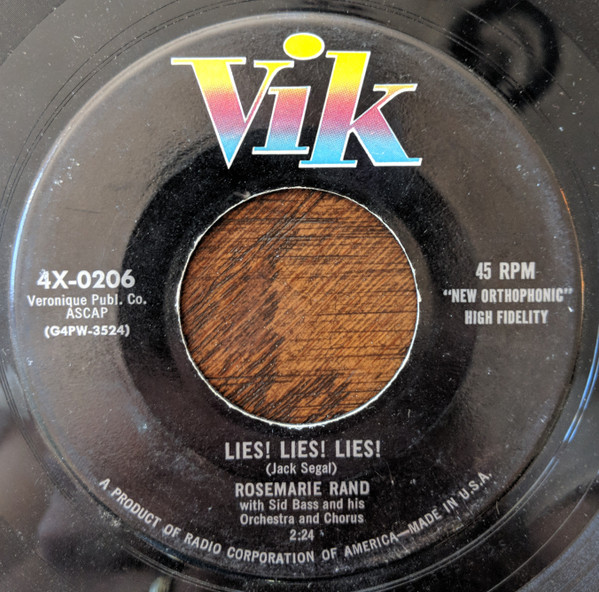 Vik
4X-0206
Veronique Publ. Co.
ASCAP
(G4PW-3524)
45 RPM
"NEW ORTHOPHONIC"
HIGH FIDELITY
LIES! LIES! LIES!
(Jack Segal)
ROSEMARIE RAND
with Sid Bass and his
Orchestra and Chorus
2:24
A PRODUCT OF RADIO CORPORATION OF AMERICA—MADE IN U.S.A.